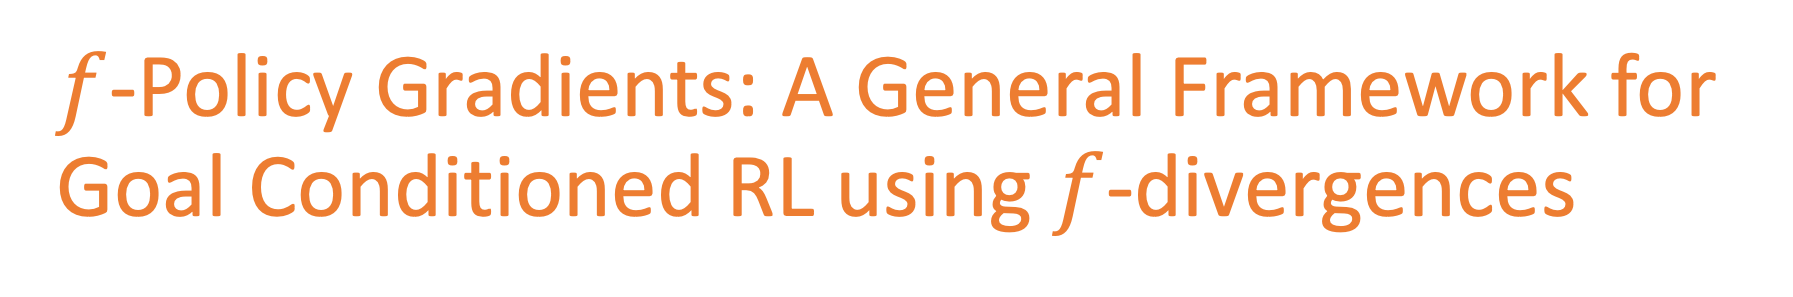 f-Policy Gradients: A General Framework for
Goal Conditioned RL using f-divergences